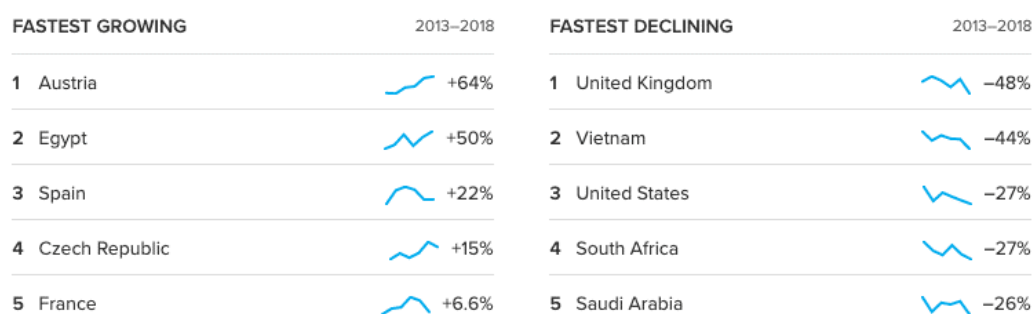 FASTEST GROWING 2013–2018
1 Austria +64%
2 Egypt +50%
3 Spain +22%
4 Czech Republic +15%
5 France +6.6%
FASTEST DECLINING 2013–2018
1 United Kingdom –48%
2 Vietnam –44%
3 United States –27%
4 South Africa –27%
5 Saudi Arabia –26%